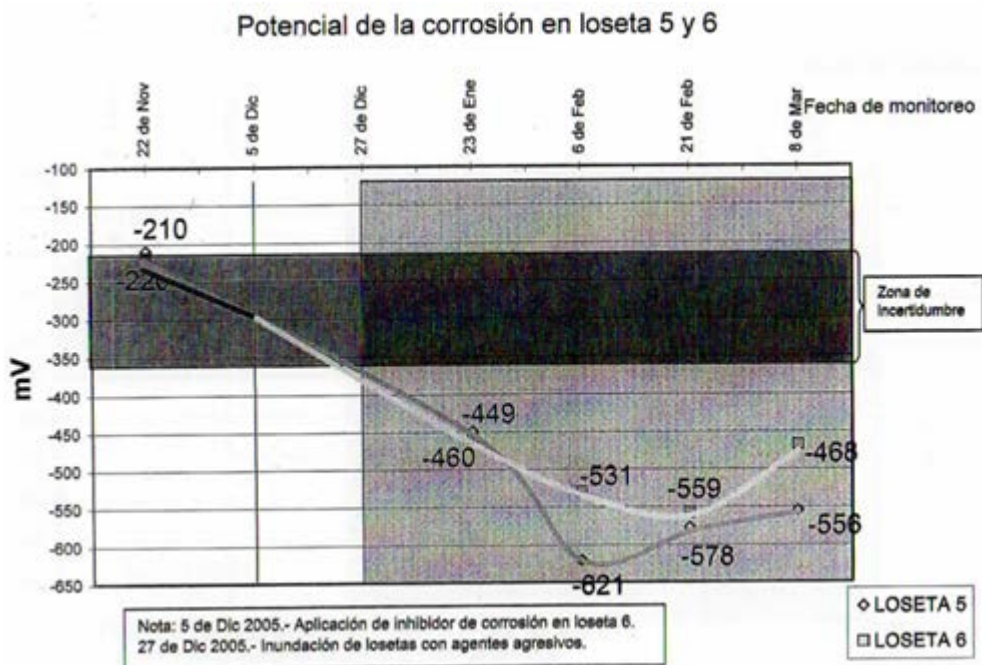 Potencial de la corrosión en loseta 5 y 6
22 de Nov
5 de Dic
27 de Dic
23 de Ene
6 de Feb
21 de Feb
8 de Mar
Fecha de monitoreo
mV
-100
-150
-200
-250
-300
-350
-400
-450
-500
-550
-600
-650
-210
-220
-449
-460
-531
-621
-559
-578
-468
-556
Zona de
Incertidumbre
LOSETA 5
LOSETA 6
Nota: 5 de Dic 2005.- Aplicación de inhibidor de corrosión en loseta 6.
27 de Dic 2005.- Inundación de losetas con agentes agresivos.